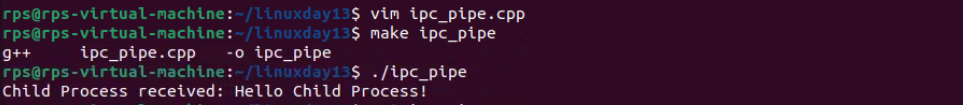 rps@rps-virtual-machine:~/linuxday13$ vim ipc_pipe.cpp
rps@rps-virtual-machine:~/linuxday13$ make ipc_pipe
g++     ipc_pipe.cpp   -o ipc_pipe
rps@rps-virtual-machine:~/linuxday13$ ./ipc_pipe
Child Process received: Hello Child Process!